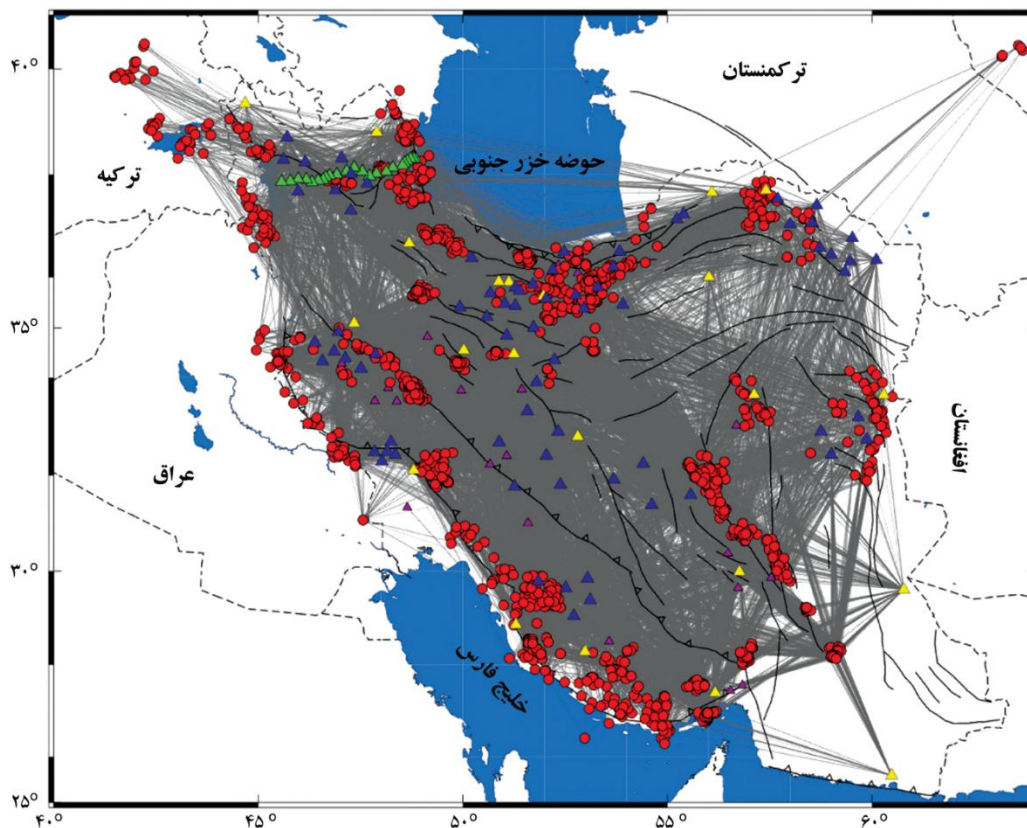 ۴۰°
ترکمنستان
حوضه خزر جنوبی
ترکیه
۳۵°
افغانستان
عراق
۳۰°
خلیج فارس
۲۵°
۴۰°
۴۵°
۵۰°
۵۵°
۶۰°